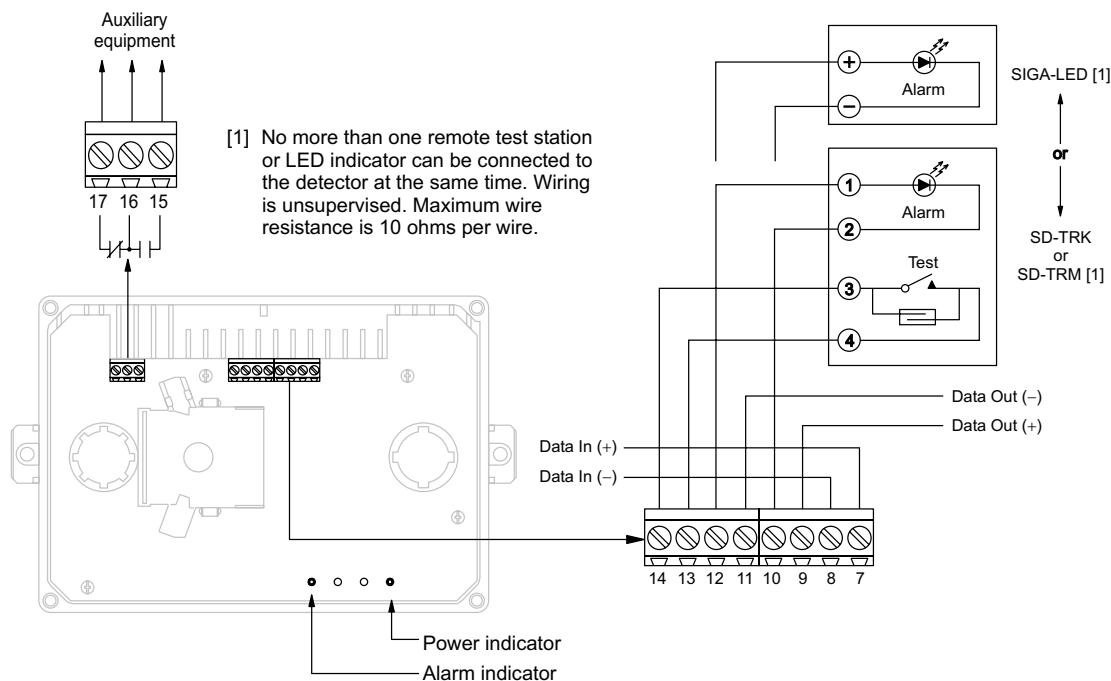 Auxiliary
equipment
17 16 15
[1] No more than one remote test station
or LED indicator can be connected to
the detector at the same time. Wiring
is unsupervised. Maximum wire
resistance is 10 ohms per wire.
+
Alarm
−
SIGA-LED [1]
or
SD-TRK
or
SD-TRM [1]
1
Alarm
2
Test
3
4
Data Out (−)
Data Out (+)
Data In (+)
Data In (−)
14 13 12 11 10 9 8 7
Power indicator
Alarm indicator